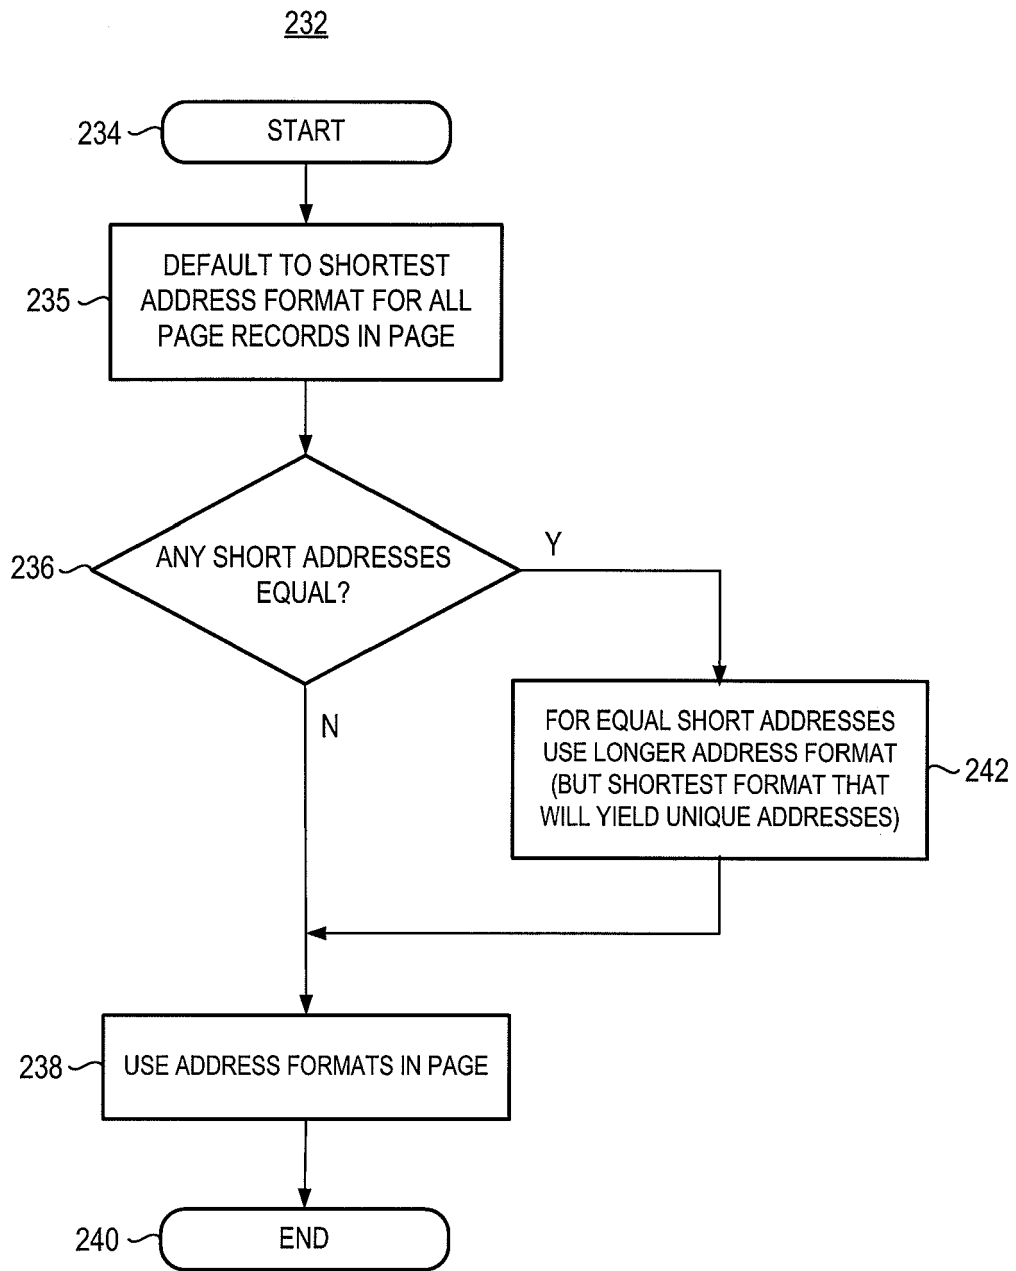 232
234
START
235
DEFAULT TO SHORTEST
ADDRESS FORMAT FOR ALL
PAGE RECORDS IN PAGE
236
ANY SHORT ADDRESSES
EQUAL?
Y
N
FOR EQUAL SHORT ADDRESSES
USE LONGER ADDRESS FORMAT
(BUT SHORTEST FORMAT THAT
WILL YIELD UNIQUE ADDRESSES)
242
238
USE ADDRESS FORMATS IN PAGE
240
END